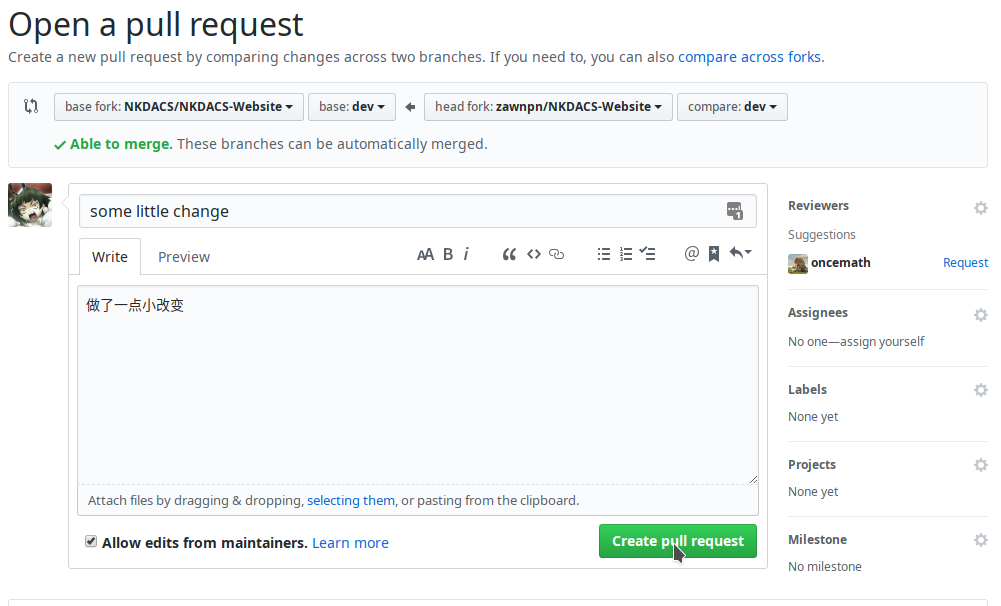 Open a pull request
Create a new pull request by comparing changes across two branches. If you need to, you can also compare across forks.
base fork: NKDACS/NKDACS-Website base: dev head fork: zawnpn/NKDACS-Website compare: dev
Able to merge. These branches can be automatically merged.
some little change
1
Write Preview
AA B i @
做了一点小改变
Attach files by dragging & dropping, selecting them, or pasting from the clipboard.
Allow edits from maintainers. Learn more
Create pull request
Reviewers
Suggestions
oncemath Request
Assignees
No one—assign yourself
Labels
None yet
Projects
None yet
Milestone
No milestone